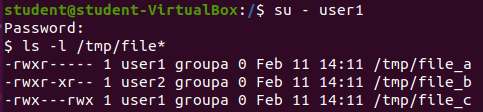 student@student-VirtualBox:/$ su - user1
Password:
$ ls -l /tmp/file*
-rwxr----- 1 user1 groupa 0 Feb 11 14:11 /tmp/file_a
-rwxr-xr-- 1 user2 groupa 0 Feb 11 14:11 /tmp/file_b
-rwx---rwx 1 user1 groupa 0 Feb 11 14:11 /tmp/file_c